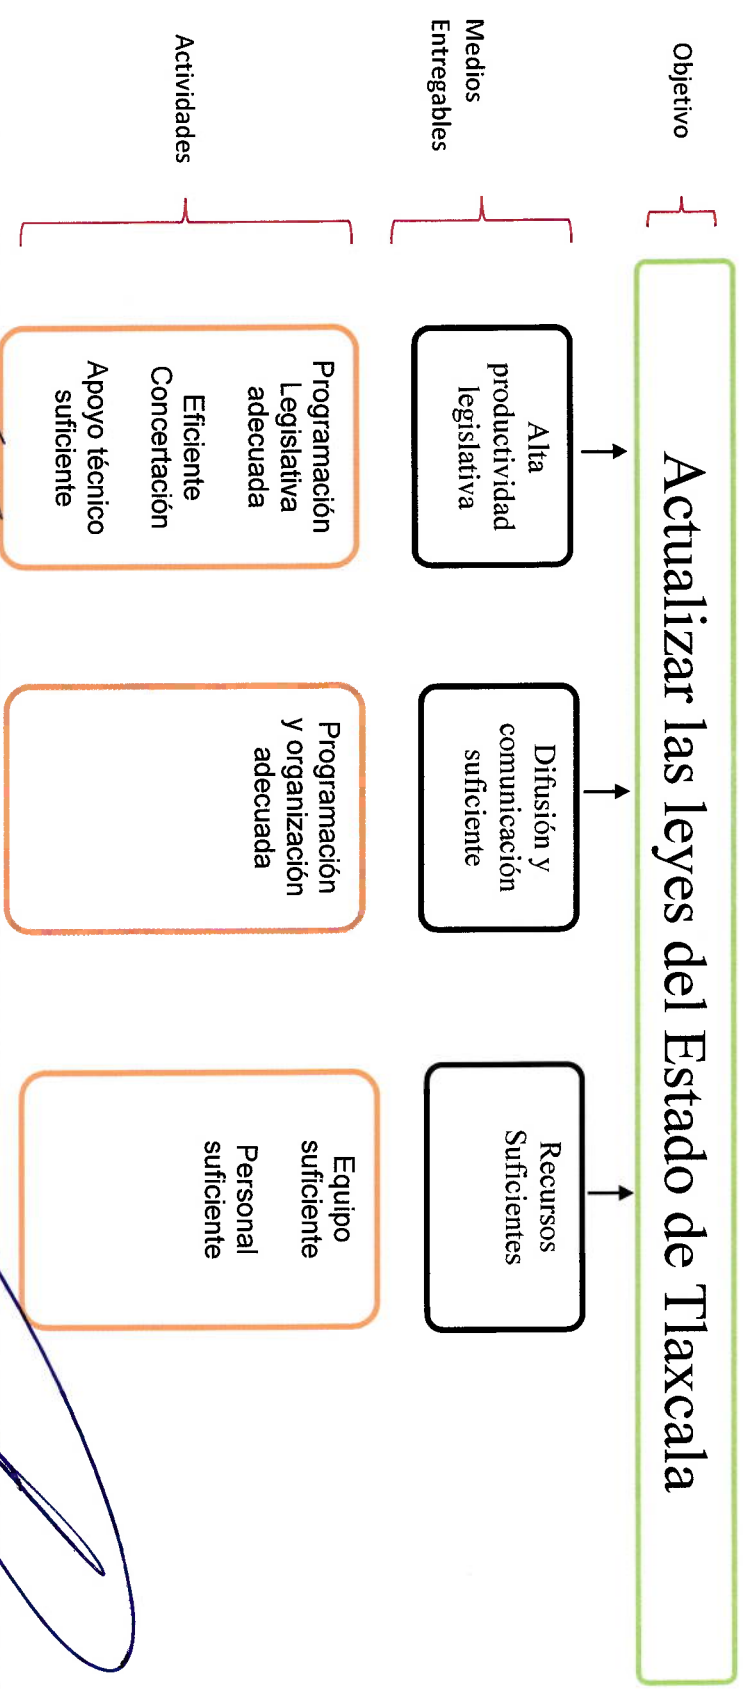 Objetivo
Actualizar las leyes del Estado de Tlaxcala
Medios
Entregables
Alta
productividad
legislativa
Difusión y
comunicación
suficiente
Recursos
Suficientes
Actividades
Programación
Legislativa
adecuada
Eficiente
Concertación
Apoyo técnico
suficiente
Programación
y organización
adecuada
Equipo
suficiente
Personal
suficiente